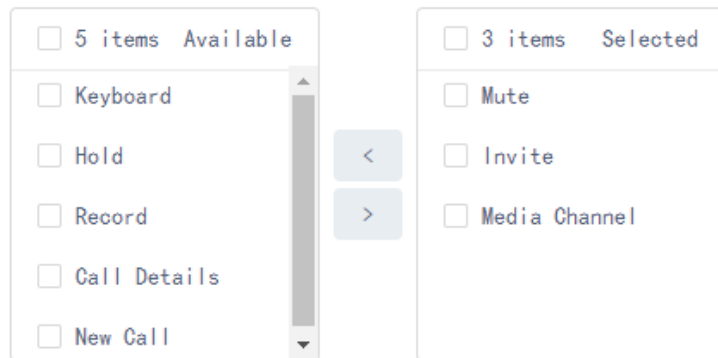 5 items Available
Keyboard
Hold
Record
Call Details
New Call
<
>
3 items Selected
Mute
Invite
Media Channel